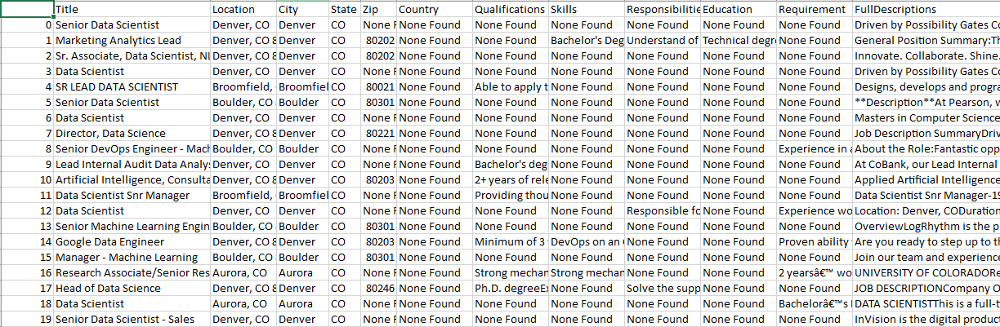 Title Location City State Zip Country Qualifications Skills Responsibilitie Education Requirement FullDescriptions
0 Senior Data Scientist Denver, CO Denver CO None F None Found None Found None Found None Found None Found None Found Driven by Possibility Gates Co
1 Marketing Analytics Lead Denver, CO 8 Denver CO 80202 None Found None Found Bachelor's Deg Understand of Technical degr None Found General Position Summary:Th
2 Sr. Associate, Data Scientist, NL Denver, CO 8 Denver CO 80202 None Found None Found None Found None Found None Found None Found Innovate. Collaborate. Shine.
3 Data Scientist Denver, CO Denver CO None F None Found None Found None Found None Found None Found None Found Driven by Possibility Gates Co
4 SR LEAD DATA SCIENTIST Broomfield, Broomfiel CO 80021 None Found Able to apply t None Found None Found None Found None Found Designs, develops and progra
5 Senior Data Scientist Boulder, CO Boulder CO 80301 None Found None Found None Found None Found None Found None Found **Description**At Pearson, w
6 Data Scientist Denver, CO Denver CO None F None Found None Found None Found None Found None Found None Found Masters in Computer Science
7 Director, Data Science Denver, CO 8 Denver CO 80221 None Found None Found None Found None Found None Found None Found Job Description SummaryDriv
8 Senior DevOps Engineer - Mach Boulder, CO Boulder CO None F None Found None Found None Found None Found None Found Experience in a About the Role:Fantastic opp
9 Lead Internal Audit Data Analys Denver, CO Denver CO None F None Found Bachelor's deg None Found None Found None Found None Found At CoBank, our Lead Internal
10 Artificial Intelligence, Consulta Denver, CO 8 Denver CO 80203 None Found 2+ years of rele None Found None Found None Found None Found Applied Artificial Intelligence
11 Data Scientist Snr Manager Broomfield, Broomfiel CO None F None Found Providing thou None Found None Found None Found None Found Data Scientist Snr Manager-19
12 Data Scientist Denver, CO Denver CO None F None Found None Found None Found Responsible fo None Found Experience wo Location: Denver, CODuration
13 Senior Machine Learning Engin Boulder, CO Boulder CO 80301 None Found None Found None Found None Found None Found None Found OverviewLogRhythm is the p
14 Google Data Engineer Denver, CO 8 Denver CO 80203 None Found Minimum of 3 DevOps on an None Found None Found Proven ability Are you ready to step up to th
15 Manager - Machine Learning Boulder, CO Boulder CO 80301 None Found None Found None Found None Found None Found None Found Join our team and experience
16 Research Associate/Senior Res Aurora, CO Aurora CO None F None Found Strong mechan Strong mechan None Found None Found 2 yearsâ€™ wo UNIVERSITY OF COLORADORe
17 Head of Data Science Denver, CO 8 Denver CO 80246 None Found Ph.D. degreeEx None Found Solve the supp None Found None Found JOB DESCRIPTIONCompany O
18 Data Scientist Aurora, CO Aurora CO None F None Found None Found None Found None Found None Found Bachelorâ€™s DATA SCIENTISTThis is a full-t
19 Senior Data Scientist - Sales Denver, CO Denver CO None F None Found None Found None Found None Found None Found None Found InVision is the digital produc